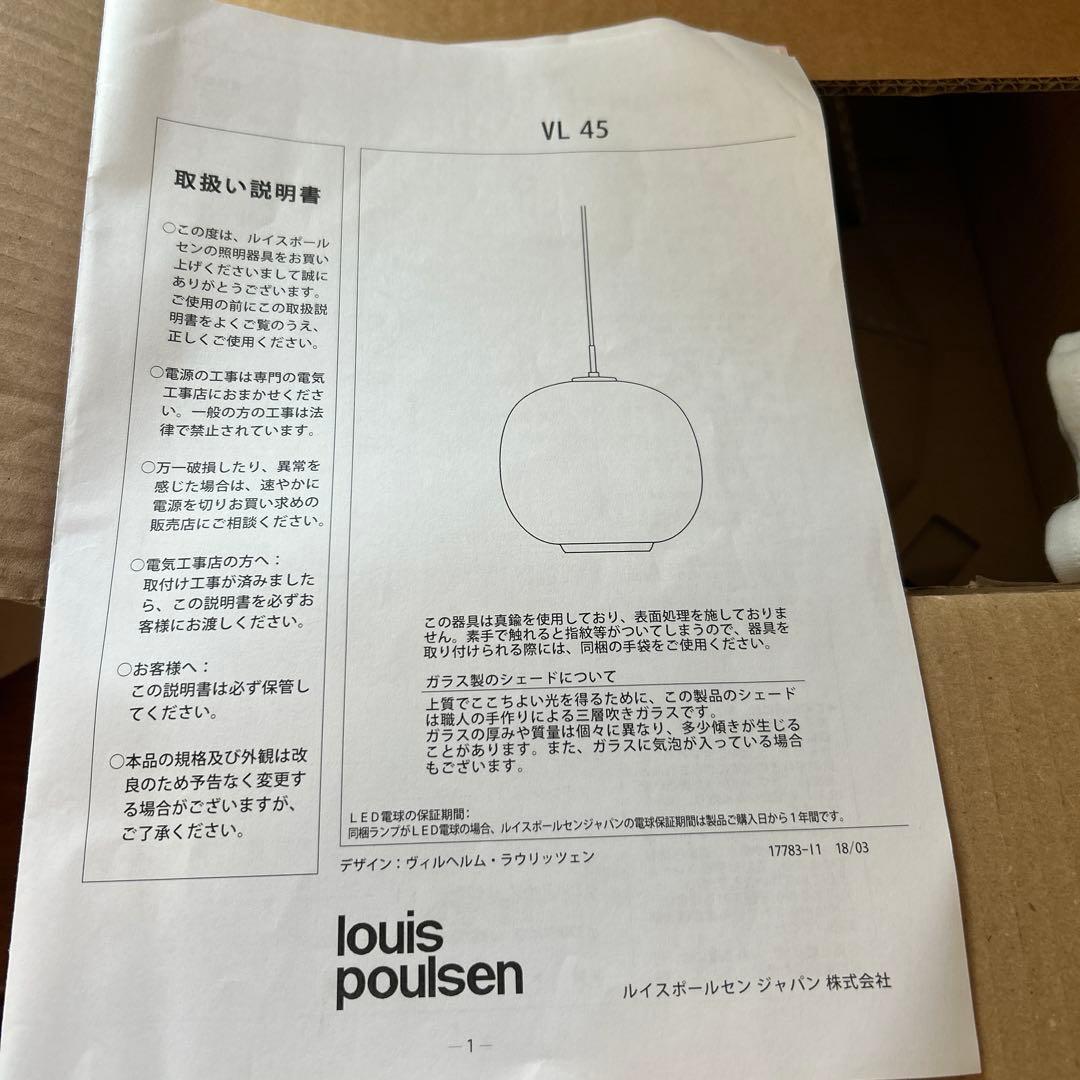 VL 45
取扱い説明書
○この度は、ルイスポール
センの照明器具をお買い
上げくださいまして誠に
ありがとうございます。
ご使用の前にこの取扱説
明書をよくご覧のうえ、
正しくご使用ください。
○電源の工事は専門の電気
工事店におまかせくださ
い。一般の方の工事は法
律で禁止されています。
○万一破損したり、異常を
感じた場合は、速やかに
電源を切りお買い求めの
販売店にご相談ください。
○電気工事店の方へ：
取付け工事が済みました
ら、この説明書を必ずお
客様にお渡しください。
○お客様へ：
この説明書は必ず保管し
てください。
○本品の規格及び外観は改
良のため予告なく変更す
る場合がございますが、
ご了承ください。
この器具は真鍮を使用しており、表面処理を施しておりま
せん。素手で触れると指紋等がついてしまうので、器具を
取り付けられる際には、同梱の手袋をご使用ください。
ガラス製のシェードについて
上質でここちよい光を得るために、この製品のシェード
は職人の手作りによる三層吹きガラスです。
ガラスの厚みや質量は個々に異なり、多少傾きが生じる
ことがあります。また、ガラスに気泡が入っている場合
もございます。
ＬＥＤ電球の保証期間：
同梱ランプがＬＥＤ電球の場合、ルイスポールセンジャパンの電球保証期間は製品ご購入日から１年間です。
デザイン：ヴィルヘルム・ラウリッツェン
17783-I1 18/03
louis
poulsen
ルイスポールセン ジャパン 株式会社
－1－